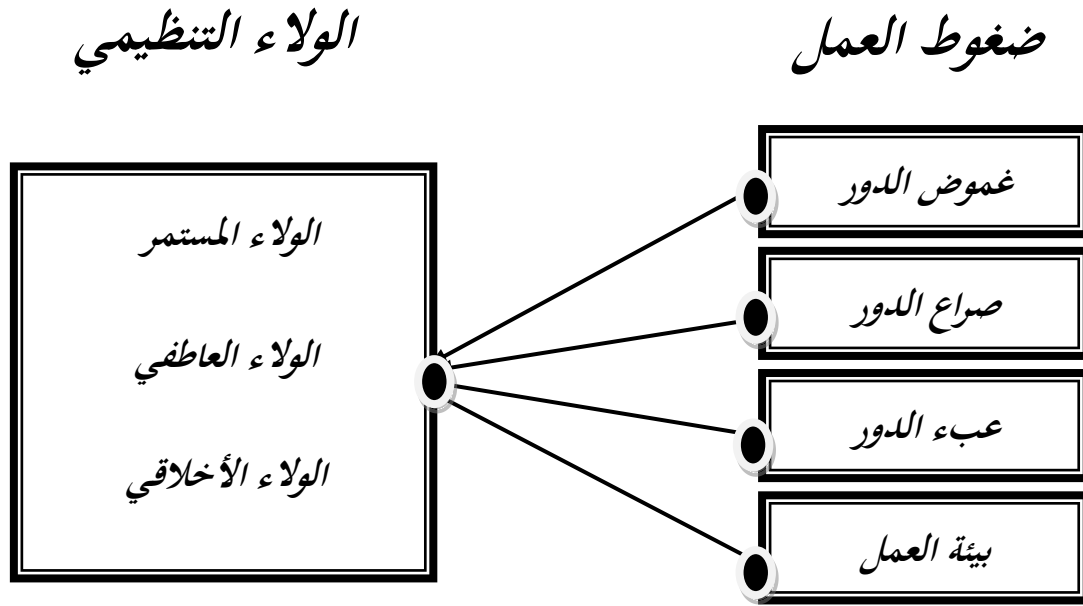 ضغوط العمل
غموض الدور
صراع الدور
عبء الدور
بيئة العمل
الولاء التنظيمي
الولاء المستمر
الولاء العاطفي
الولاء الأخلاقي